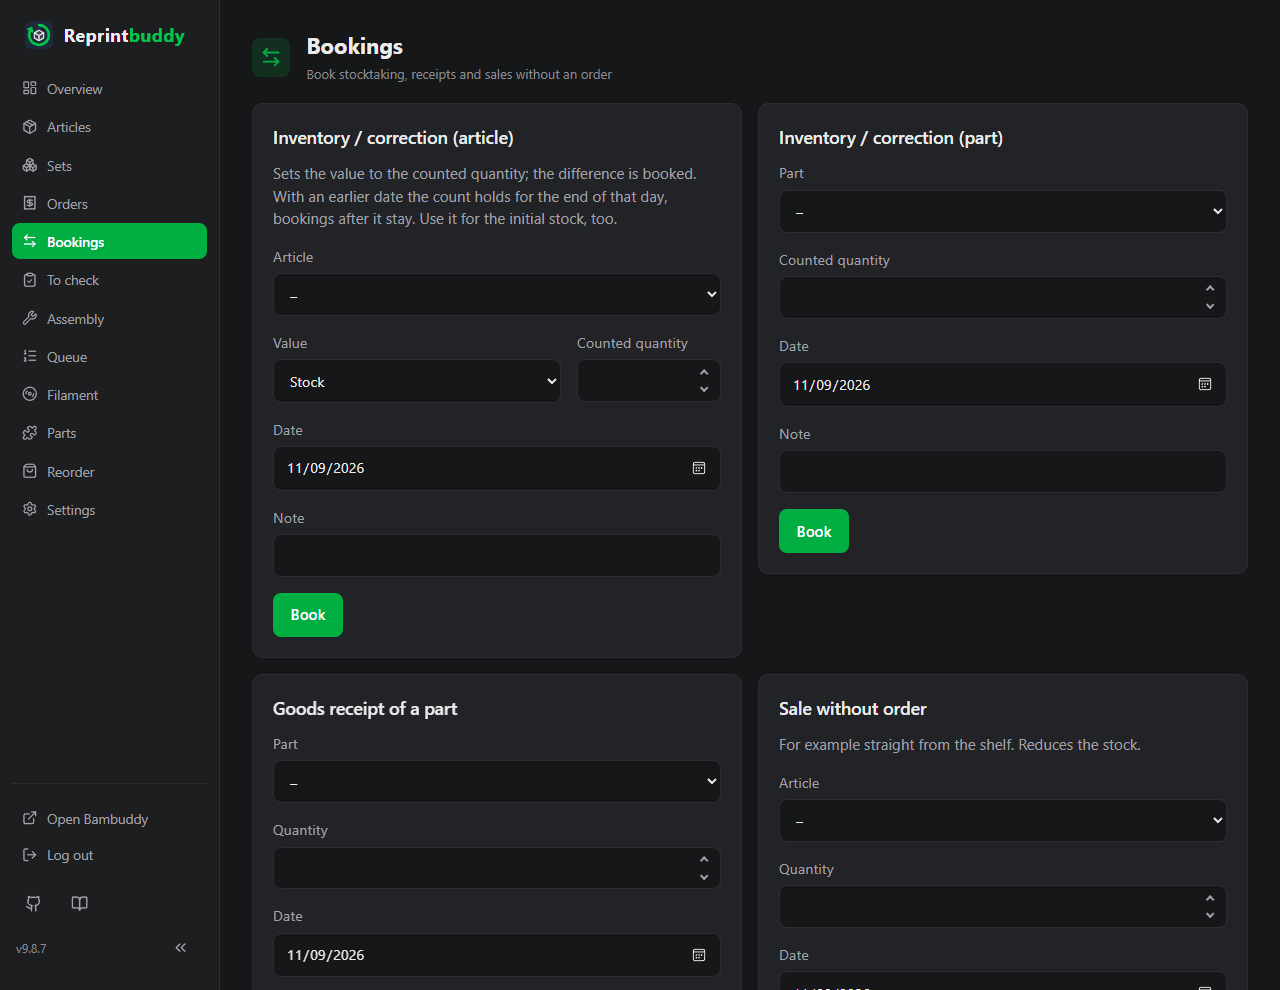 Reprintbuddy
Overview
Articles
Sets
Orders
Bookings
To check
Assembly
Queue
Filament
Parts
Reorder
Settings
Open Bambuddy
Log out
v9.8.7
Bookings
Book stocktaking, receipts and sales without an order
Inventory / correction (article)
Sets the value to the counted quantity; the difference is booked.
With an earlier date the count holds for the end of that day,
bookings after it stay. Use it for the initial stock, too.
Article
–
Value
Counted quantity
Stock
Date
11/09/2026
Note
Book
Inventory / correction (part)
Part
–
Counted quantity
Date
11/09/2026
Note
Book
Goods receipt of a part
Part
–
Quantity
Date
11/09/2026
Sale without order
For example straight from the shelf. Reduces the stock.
Article
–
Quantity
Date